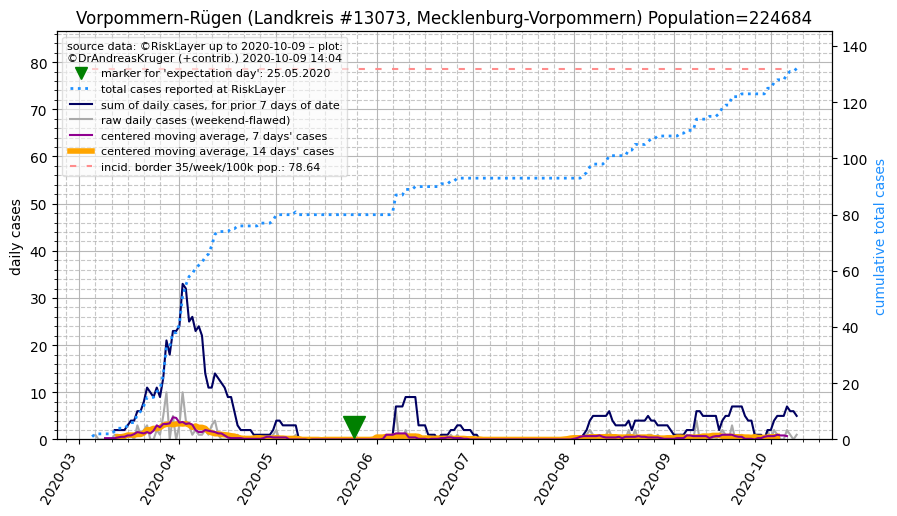 Vorpommern-Rügen (Landkreis #13073, Mecklenburg-Vorpommern) Population=224684
source data: ©RiskLayer up to 2020-10-09 – plot:
©DrAndreasKruger (+contrib.) 2020-10-09 14:04
marker for 'expectation day': 25.05.2020
total cases reported at RiskLayer
sum of daily cases, for prior 7 days of date
raw daily cases (weekend-flawed)
centered moving average, 7 days' cases
centered moving average, 14 days' cases
incid. border 35/week/100k pop.: 78.64
daily cases
80
70
60
50
40
30
20
10
0
cumulative total cases
140
120
100
80
60
40
20
0
2020-03
2020-04
2020-05
2020-06
2020-07
2020-08
2020-09
2020-10